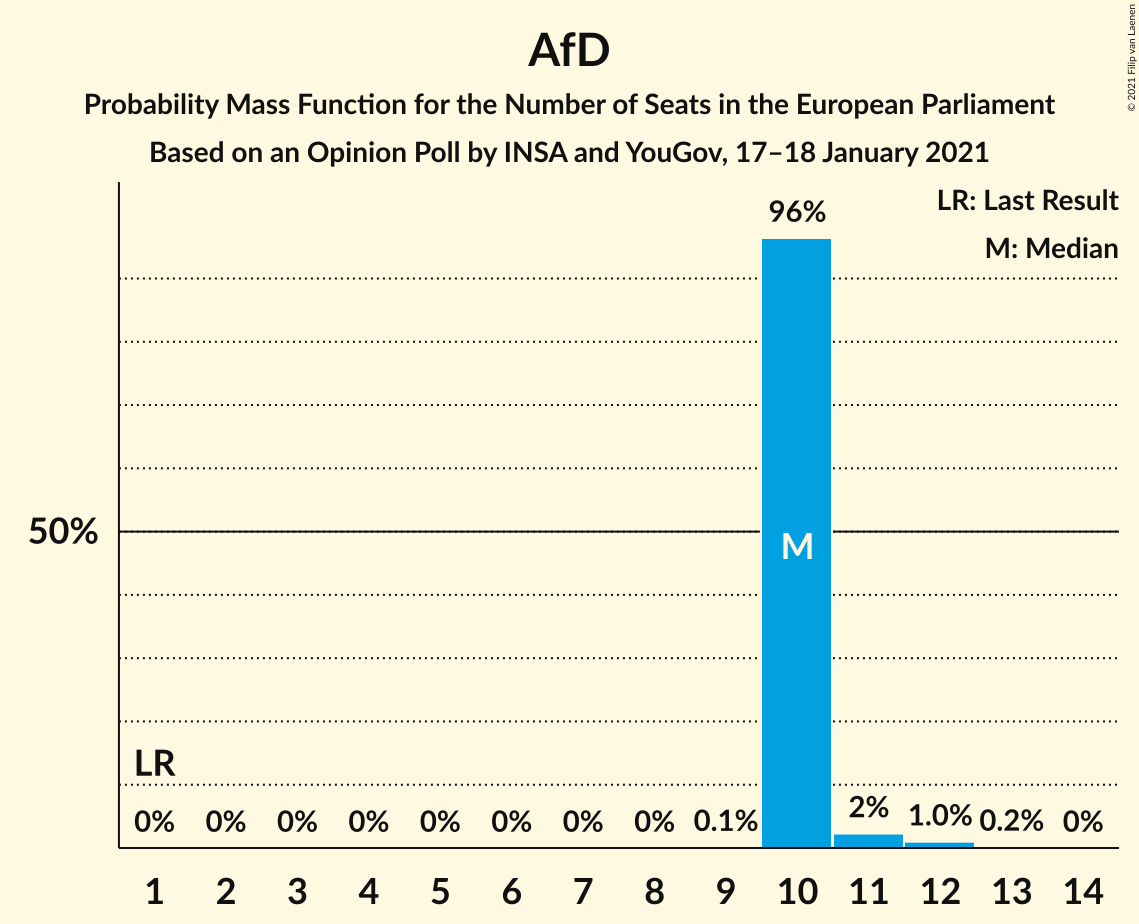 AfD
Probability Mass Function for the Number of Seats in the European Parliament
Based on an Opinion Poll by INSA and YouGov, 17–18 January 2021
© 2021 Filip van Laenen
LR: Last Result
M: Median
96%
50%
M
LR
0% 0% 0% 0% 0% 0% 0% 0% 0.1% 2% 1.0% 0.2% 0%
1 2 3 4 5 6 7 8 9 10 11 12 13 14